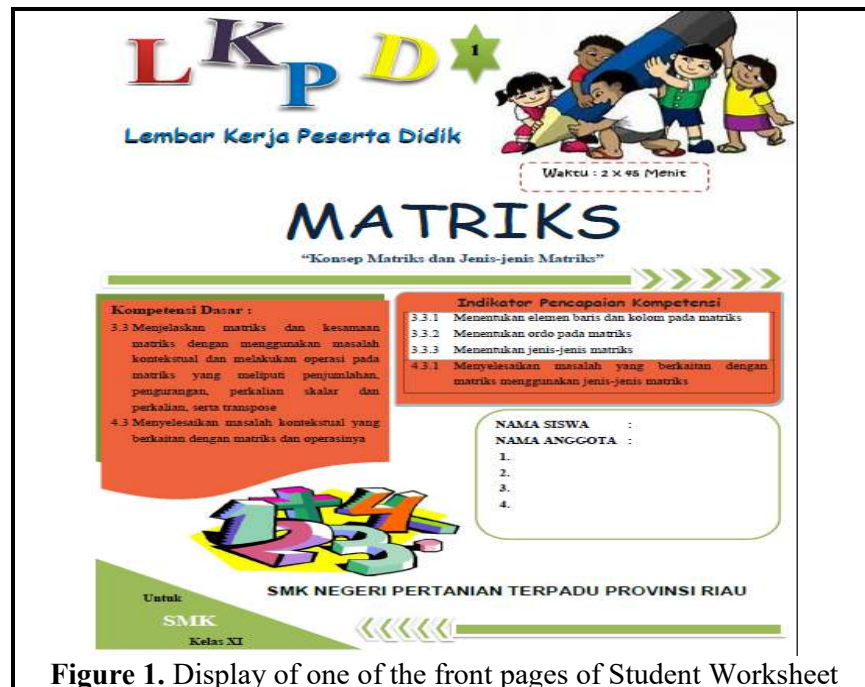 LKPD
1
Lembar Kerja Peserta Didik
Waktu : 2 x 45 Menit
MATRIKS
“Konsep Matriks dan Jenis-jenis Matriks”
Kompetensi Dasar :
3.3 Menjelaskan matriks dan kesamaan
matriks dengan menggunakan masalah
kontekstual dan melakukan operasi pada
matriks yang meliputi penjumlahan,
pengurangan, perkalian skalar dan
perkalian, serta transpose
4.3 Menyelesaikan masalah kontekstual yang
berkaitan dengan matriks dan operasinya
Indikator Pencapaian Kompetensi
3.3.1 Menentukan elemen baris dan kolom pada matriks
3.3.2 Menentukan ordo pada matriks
3.3.3 Menentukan jenis-jenis matriks
4.3.1 Menyelesaikan masalah yang berkaitan dengan
matriks menggunakan jenis-jenis matriks
NAMA SISWA :
NAMA ANGGOTA :
1.
2.
3.
4.
SMK NEGERI PERTANIAN TERPADU PROVINSI RIAU
Untuk
SMK
Kelas XI
Figure 1. Display of one of the front pages of Student Worksheet